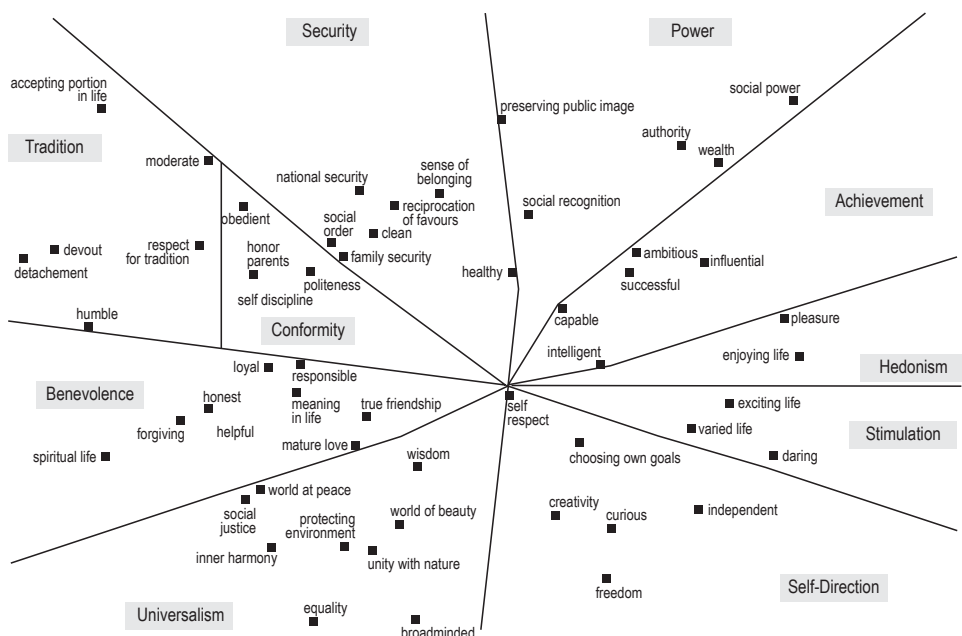 Security
Power
accepting portion
in life
social power
preserving public image
authority
Tradition
moderate
wealth
sense of
belonging
national security
Achievement
obedient
reciprocation
of favours
social recognition
social
order
clean
devout
respect
for tradition
honor
parents
family security
ambitious
influential
detachement
healthy
successful
politeness
self discipline
humble
capable
pleasure
Conformity
intelligent
enjoying life
loyal
responsible
Hedonism
Benevolence
honest
meaning
in life
true friendship
self
respect
exciting life
forgiving
helpful
varied life
Stimulation
spiritual life
mature love
wisdom
choosing own goals
daring
world at peace
social
justice
protecting
environment
world of beauty
creativity
curious
independent
inner harmony
unity with nature
freedom
Self-Direction
Universalism
equality
broadminded